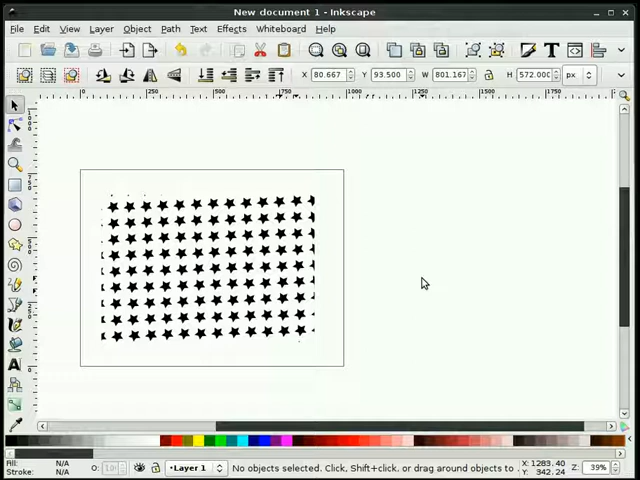 New document 1 - Inkscape
File Edit View Layer Object Path Text Effects Whiteboard Help
X 80.667 Y 93.500 W 801.167 H 572.000 px
0 250 500 750 1000 1250 1500 1750
Fill: N/A
Stroke: N/A
O: 10
•Layer 1
No objects selected. Click, Shift+click, or drag around objects to
X: 1283.40
Y: 342.24
Z: 39%